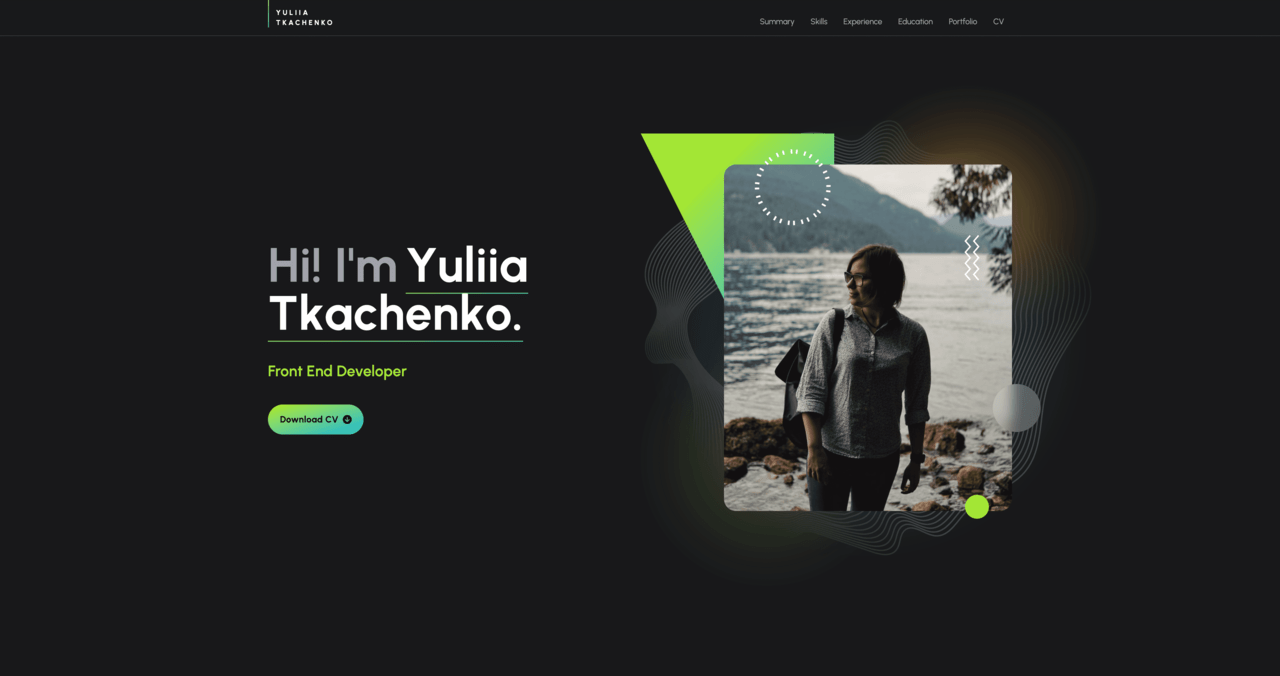 YULIIA
TKACHENKO
Summary Skills Experience Education Portfolio CV
Hi! I'm Yuliia
Tkachenko.
Front End Developer
Download CV